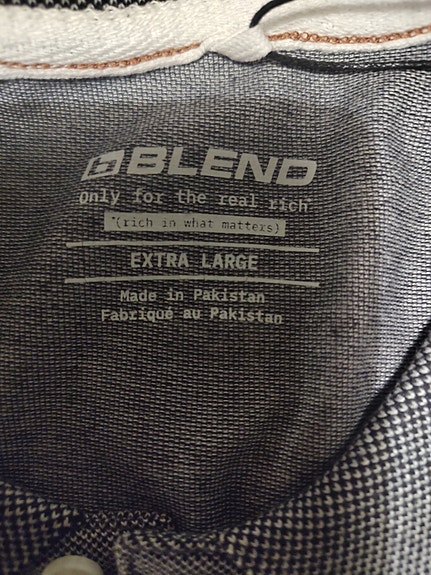 BLEND
Only for the real rich*
*(rich in what matters)
EXTRA LARGE
Made in Pakistan
Fabriqué au Pakistan